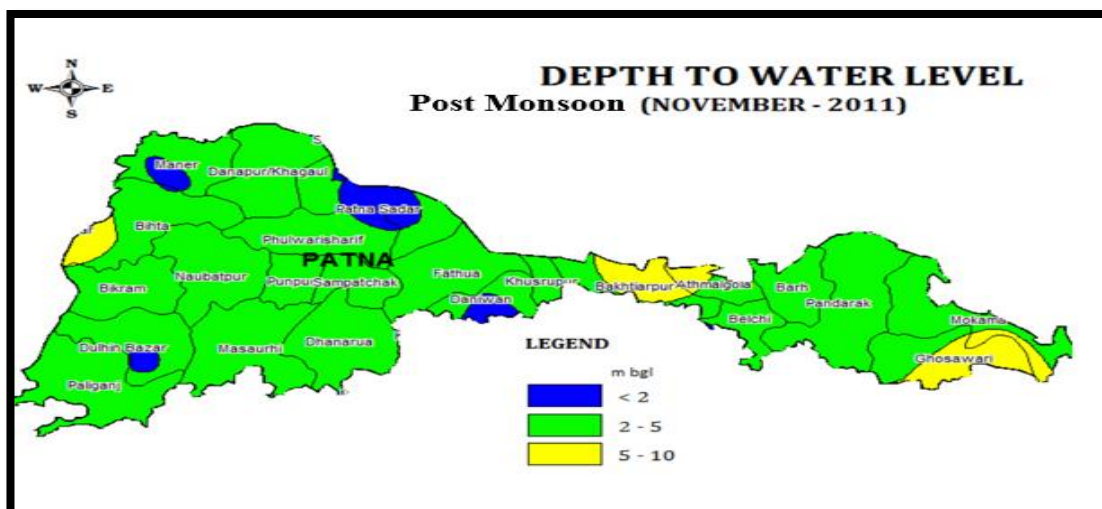 N
W E
S
DEPTH TO WATER LEVEL
Post Monsoon (NOVEMBER - 2011)
S
Maner
Danapur/Khagaul
Patna Sadar
Bihta
Phulwarisharif
PATNA
Naubatpur
Punpu
Sampatchak
Fathua
Bikram
Khusrupur
Bakhtiarpur
Athmalgola
Barh
Pandarak
Daniwan
Belchi
Mokama
Dulhin Bazar
Masaurhi
Dhanarua
Ghosawari
Paliganj
LEGEND
m bgl
< 2
2 - 5
5 - 10